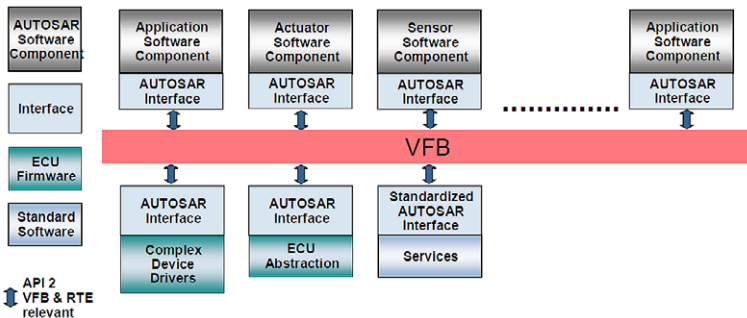 AUTOSAR
Software
Component
Interface
ECU
Firmware
Standard
Software
API 2
VFB & RTE
relevant
Application
Software
Component
AUTOSAR
Interface
Actuator
Software
Component
AUTOSAR
Interface
Sensor
Software
Component
AUTOSAR
Interface
Application
Software
Component
AUTOSAR
Interface
VFB
AUTOSAR
Interface
Complex
Device
Drivers
AUTOSAR
Interface
ECU
Abstraction
Standardized
AUTOSAR
Interface
Services